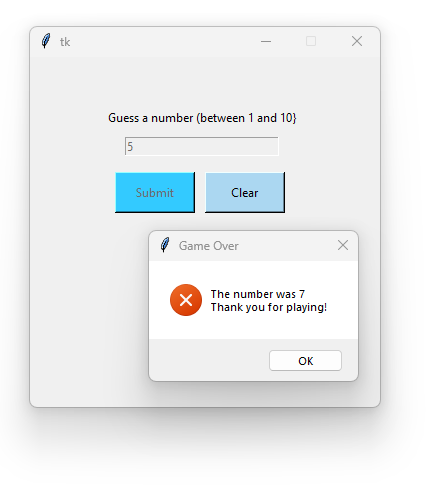 tk
Guess a number (between 1 and 10}
5
Submit Clear
Game Over
The number was 7
Thank you for playing!
OK